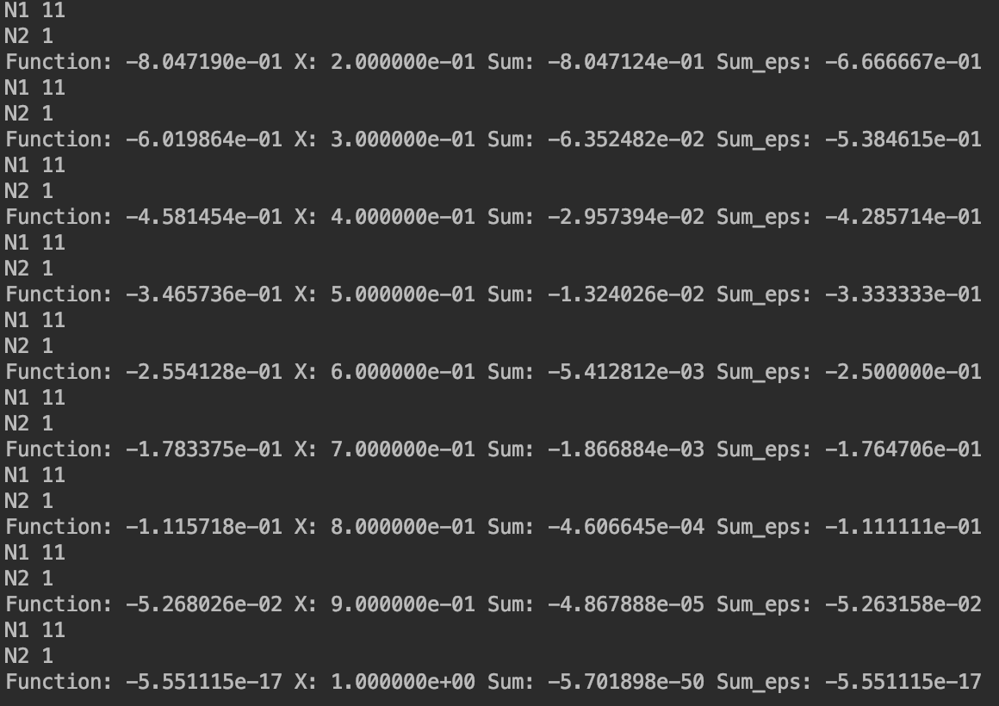 N1 11
N2 1
Function: -8.047190e-01 X: 2.000000e-01 Sum: -8.047124e-01 Sum_eps: -6.666667e-01
N1 11
N2 1
Function: -6.019864e-01 X: 3.000000e-01 Sum: -6.352482e-02 Sum_eps: -5.384615e-01
N1 11
N2 1
Function: -4.581454e-01 X: 4.000000e-01 Sum: -2.957394e-02 Sum_eps: -4.285714e-01
N1 11
N2 1
Function: -3.465736e-01 X: 5.000000e-01 Sum: -1.324026e-02 Sum_eps: -3.333333e-01
N1 11
N2 1
Function: -2.554128e-01 X: 6.000000e-01 Sum: -5.412812e-03 Sum_eps: -2.500000e-01
N1 11
N2 1
Function: -1.783375e-01 X: 7.000000e-01 Sum: -1.866884e-03 Sum_eps: -1.764706e-01
N1 11
N2 1
Function: -1.115718e-01 X: 8.000000e-01 Sum: -4.606645e-04 Sum_eps: -1.111111e-01
N1 11
N2 1
Function: -5.268026e-02 X: 9.000000e-01 Sum: -4.867888e-05 Sum_eps: -5.263158e-02
N1 11
N2 1
Function: -5.551115e-17 X: 1.000000e+00 Sum: -5.701898e-50 Sum_eps: -5.551115e-17